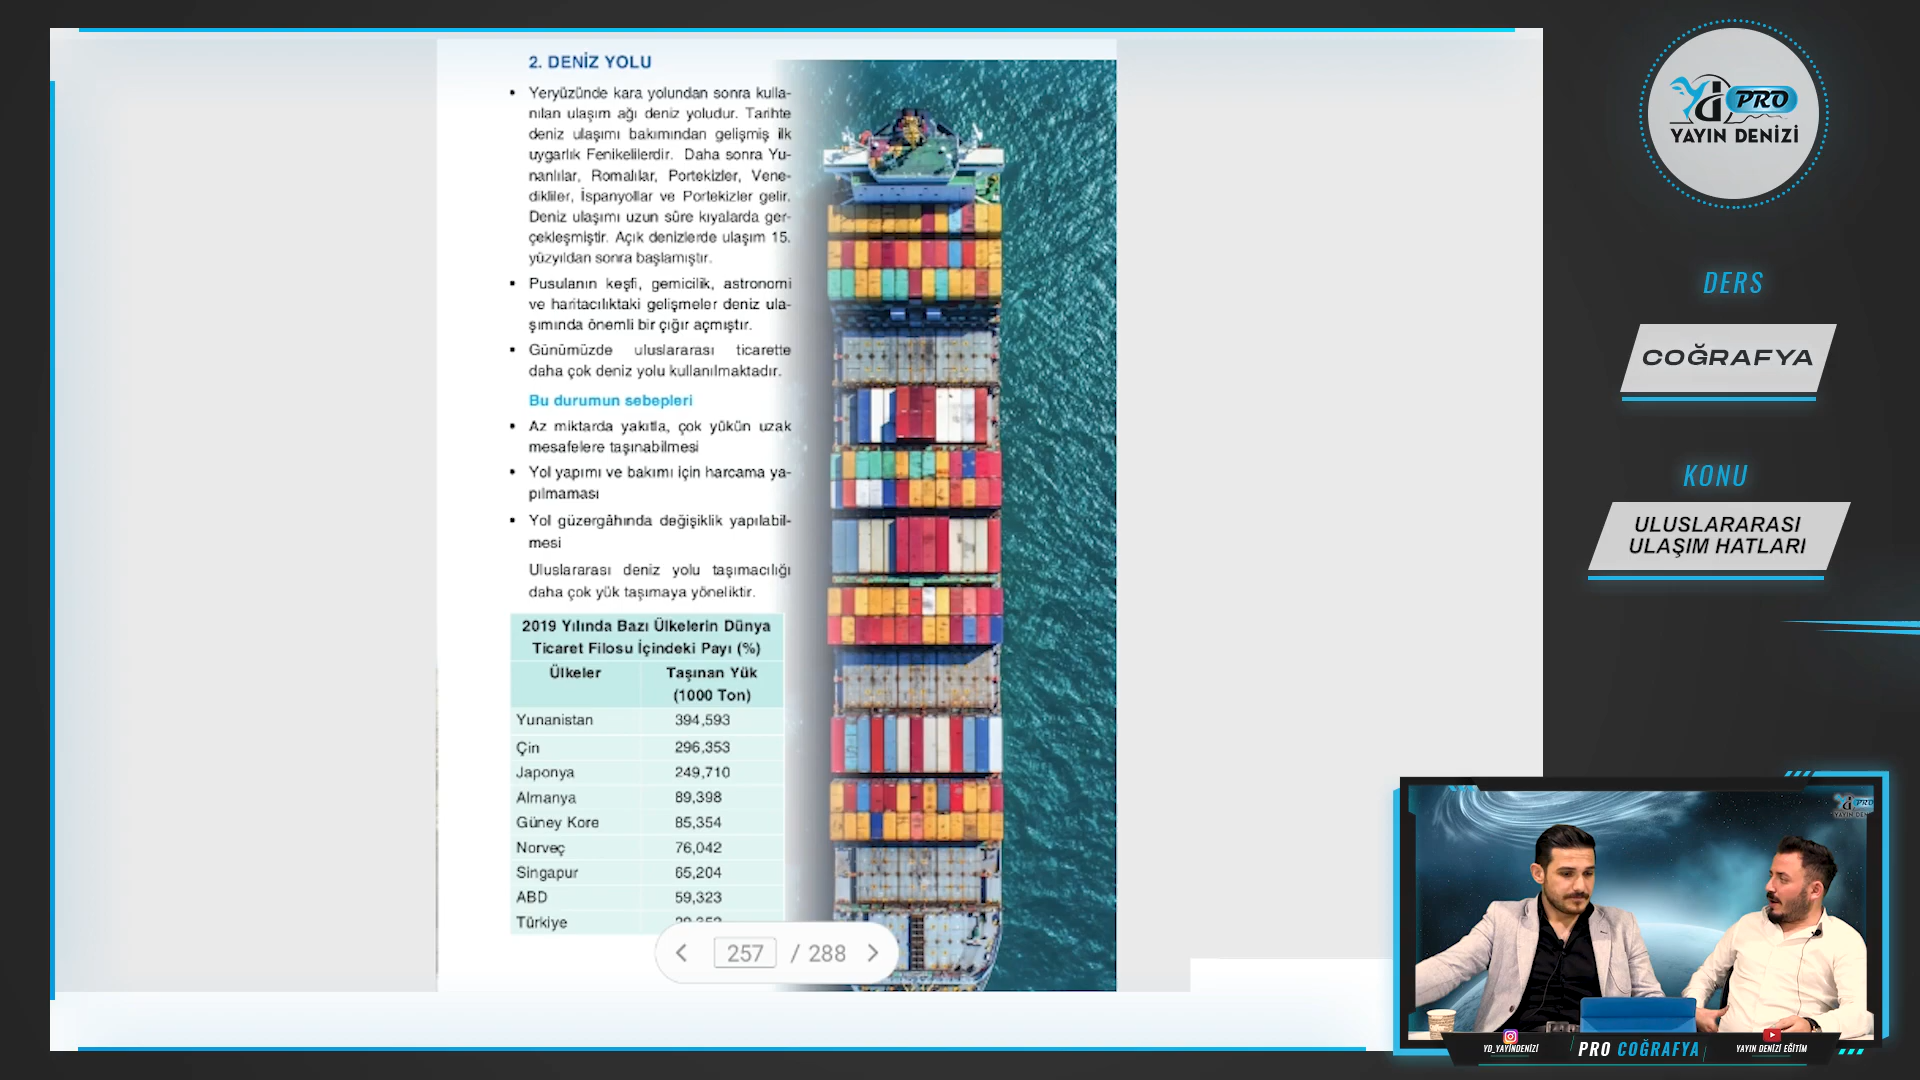 2. DENİZ YOLU
• Yeryüzünde kara yolundan sonra kulla-
nılan ulaşım ağı deniz yoludur. Tarihte
deniz ulaşımı bakımından gelişmiş ilk
uygarlık Fenikelilerdir. Daha sonra Yu-
nanlılar, Romalılar, Portekizler, Vene-
dikliler, İspanyollar ve Portekizler gelir.
Deniz ulaşımı uzun süre kıyalarda ger-
çekleşmiştir. Açık denizlerde ulaşım 15.
yüzyıldan sonra başlamıştır.
• Pusulanın keşfi, gemicilik, astronomi
ve haritacılıktaki gelişmeler deniz ula-
şımında önemli bir çığır açmıştır.
• Günümüzde uluslararası ticarette
daha çok deniz yolu kullanılmaktadır.
Bu durumun sebepleri
• Az miktarda yakıtla, çok yükün uzak
mesafelere taşınabilmesi
• Yol yapımı ve bakımı için harcama ya-
pılmaması
• Yol güzergâhında değişiklik yapılabil-
mesi
Uluslararası deniz yolu taşımacılığı
daha çok yük taşımaya yöneliktir.
2019 Yılında Bazı Ülkelerin Dünya
Ticaret Filosu İçindeki Payı (%)
Ülkeler Taşınan Yük
(1000 Ton)
Yunanistan 394,593
Çin 296,353
Japonya 249,710
Almanya 89,398
Güney Kore 85,354
Norveç 76,042
Singapur 65,204
ABD 59,323
Türkiye
257 / 288
yd PRO
YAYIN DENİZİ
DERS
COĞRAFYA
KONU
ULUSLARARASI
ULAŞIM HATLARI
YD_YAYINDENIZI
PRO COĞRAFYA
YAYIN DENİZİ EĞİTİM